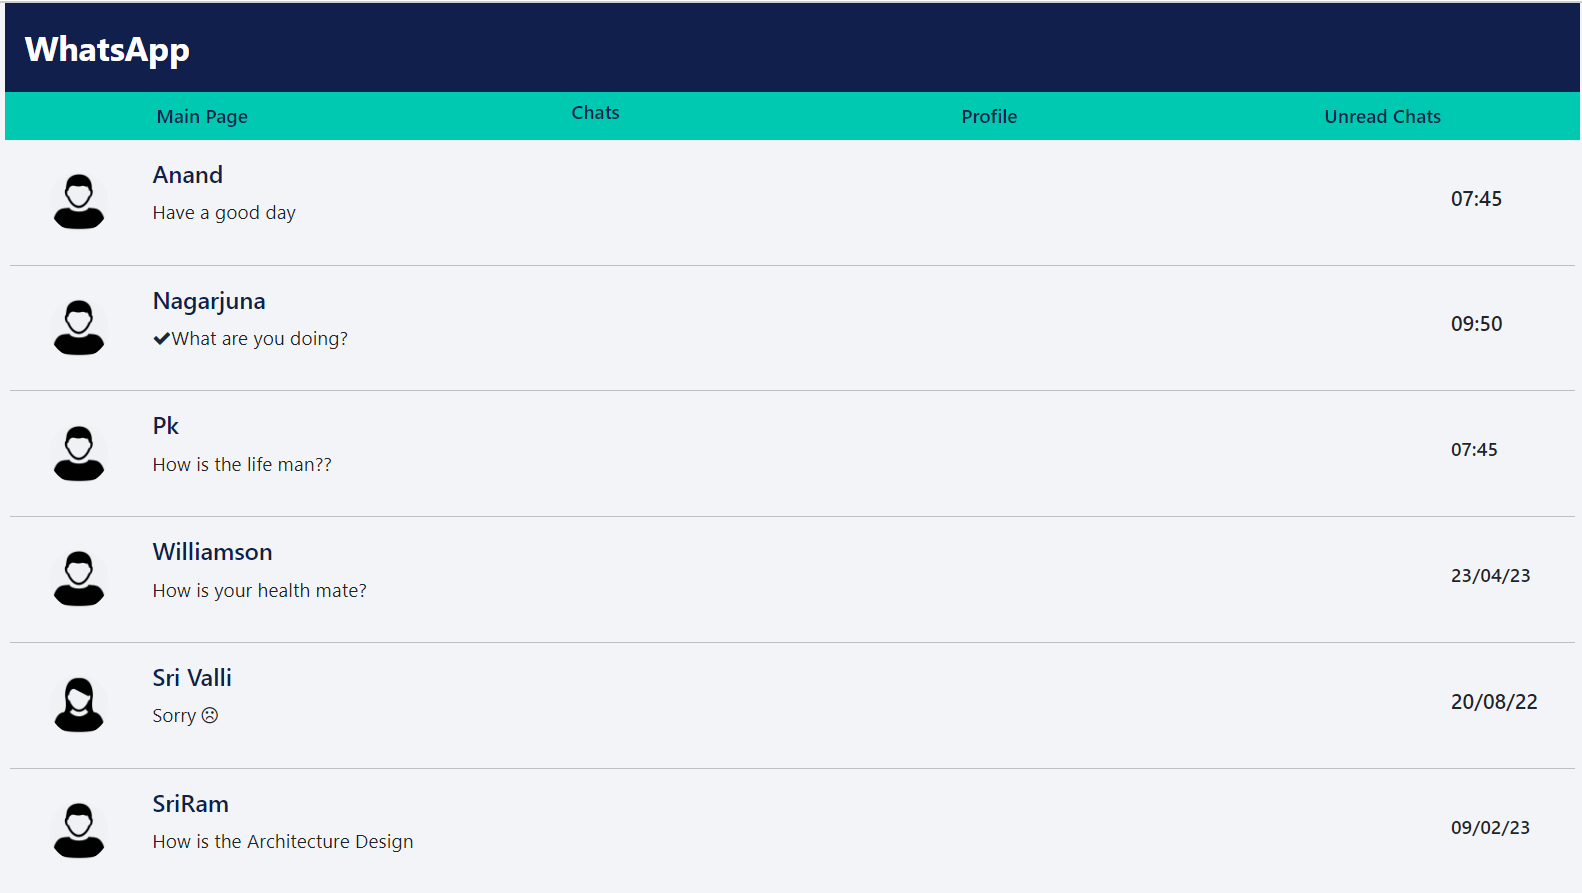 WhatsApp
Main Page Chats Profile Unread Chats
Anand
Have a good day
07:45
Nagarjuna
✔What are you doing?
09:50
Pk
How is the life man??
07:45
Williamson
How is your health mate?
23/04/23
Sri Valli
Sorry ☹
20/08/22
SriRam
How is the Architecture Design
09/02/23